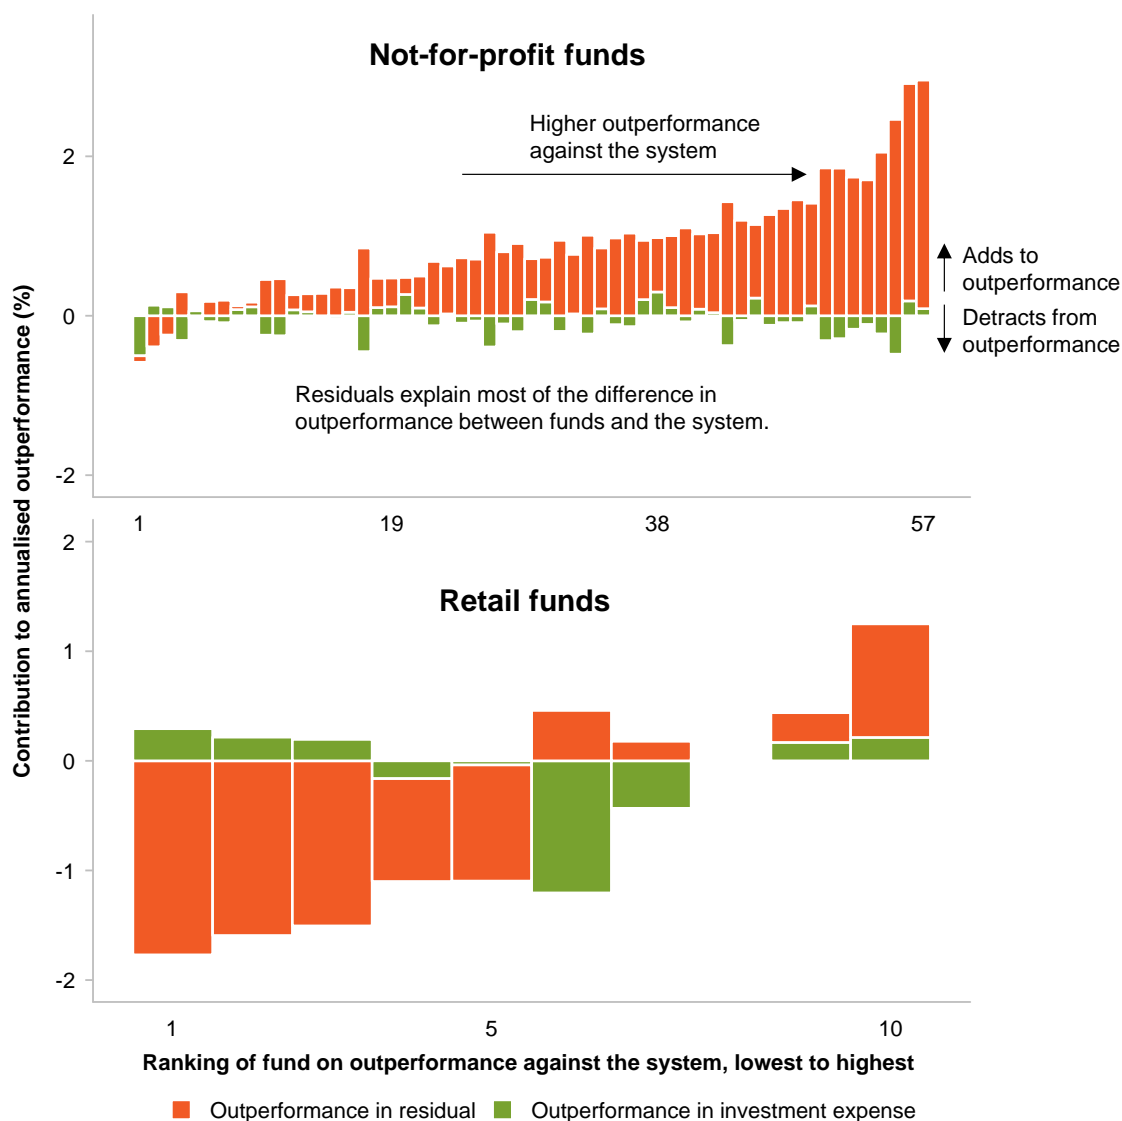 Not-for-profit funds
Higher outperformance
against the system
2
0
-2
Adds to
outperformance
Detracts from
outperformance
Residuals explain most of the difference in
outperformance between funds and the system.
1 19 38 57
Contribution to annualised outperformance (%)
Retail funds
2
1
0
-1
-2
1 5 10
Ranking of fund on outperformance against the system, lowest to highest
Outperformance in residual Outperformance in investment expense